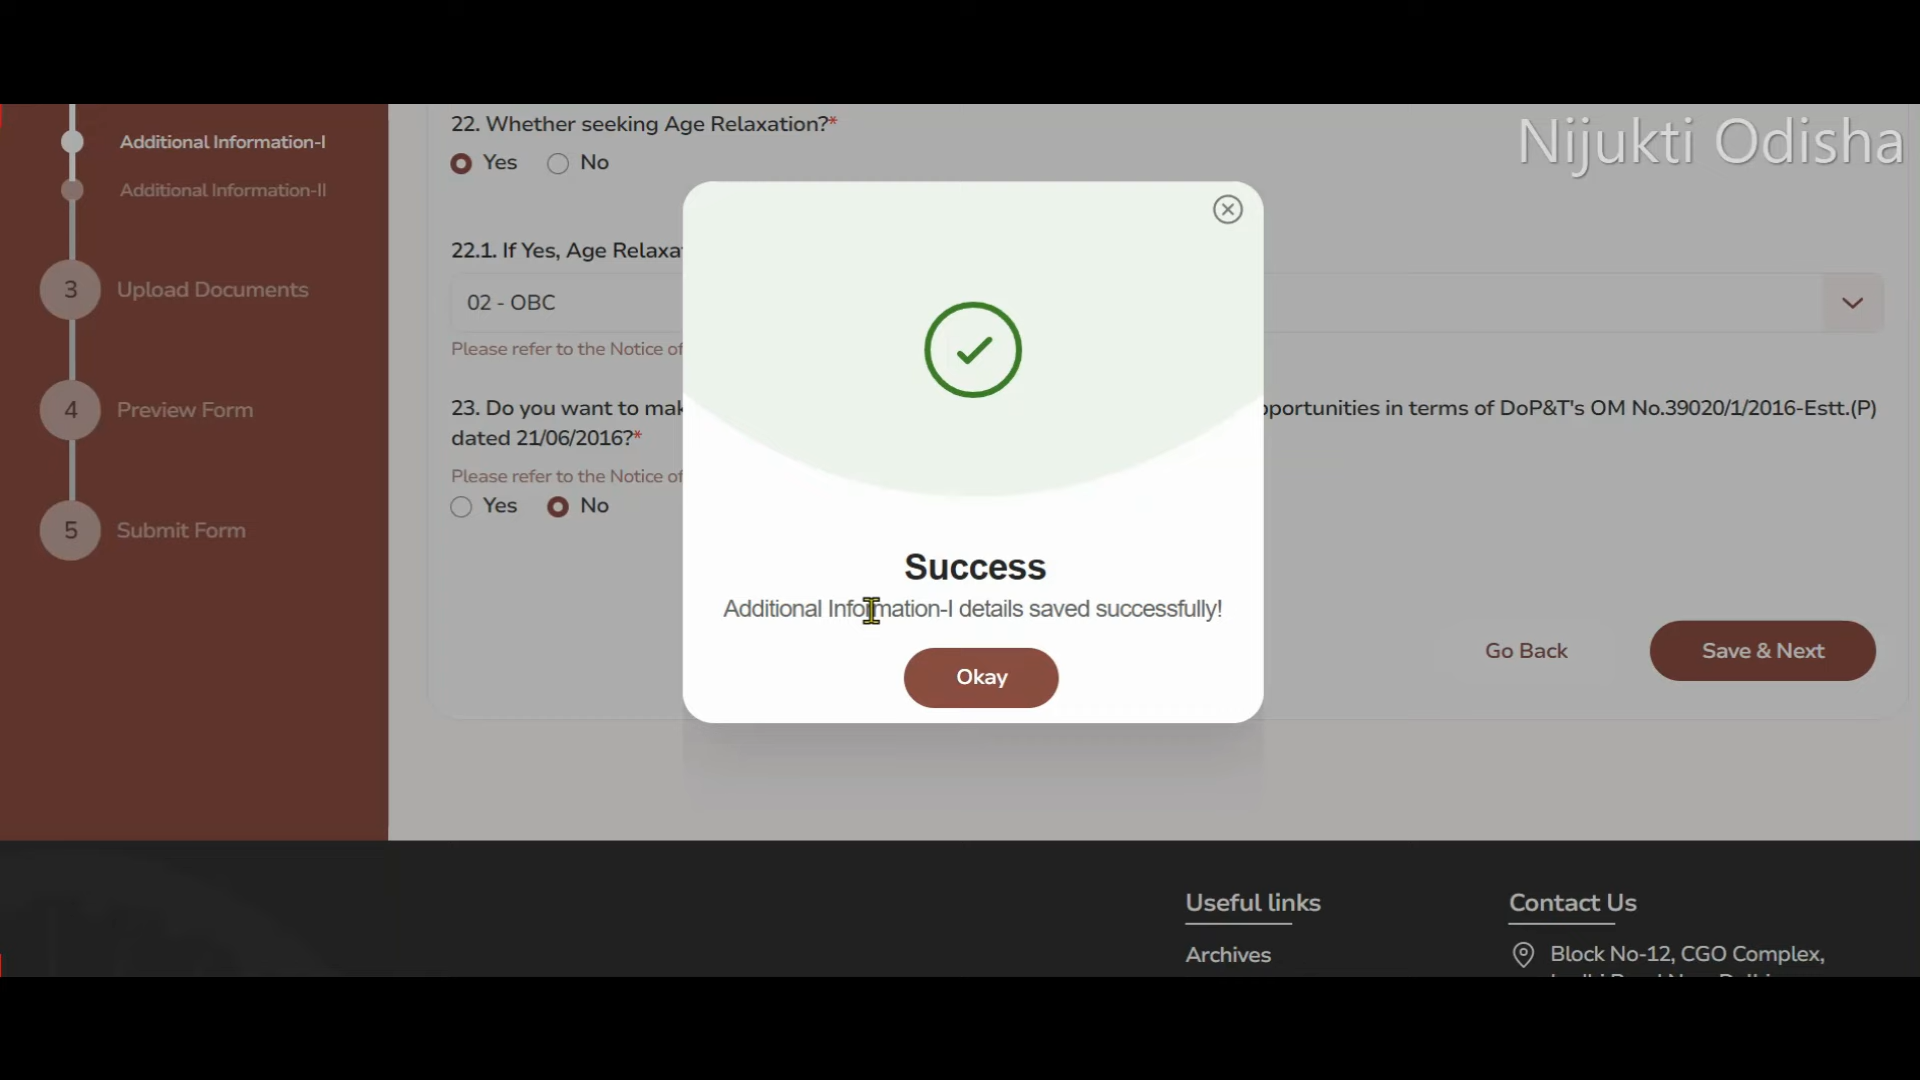 Nijukti Odisha
Additional Information-I
Additional Information-II
3 Upload Documents
4 Preview Form
5 Submit Form
22. Whether seeking Age Relaxation?*
Yes No
22.1. If Yes, Age Relaxa
02 - OBC
Please refer to the Notice of
23. Do you want to mak pportunities in terms of DoP&T's OM No.39020/1/2016-Estt.(P)
dated 21/06/2016?*
Please refer to the Notice of
Yes No
Success
Additional Information-I details saved successfully!
Okay
Go Back Save & Next
Useful links
Archives
Contact Us
Block No-12, CGO Complex,